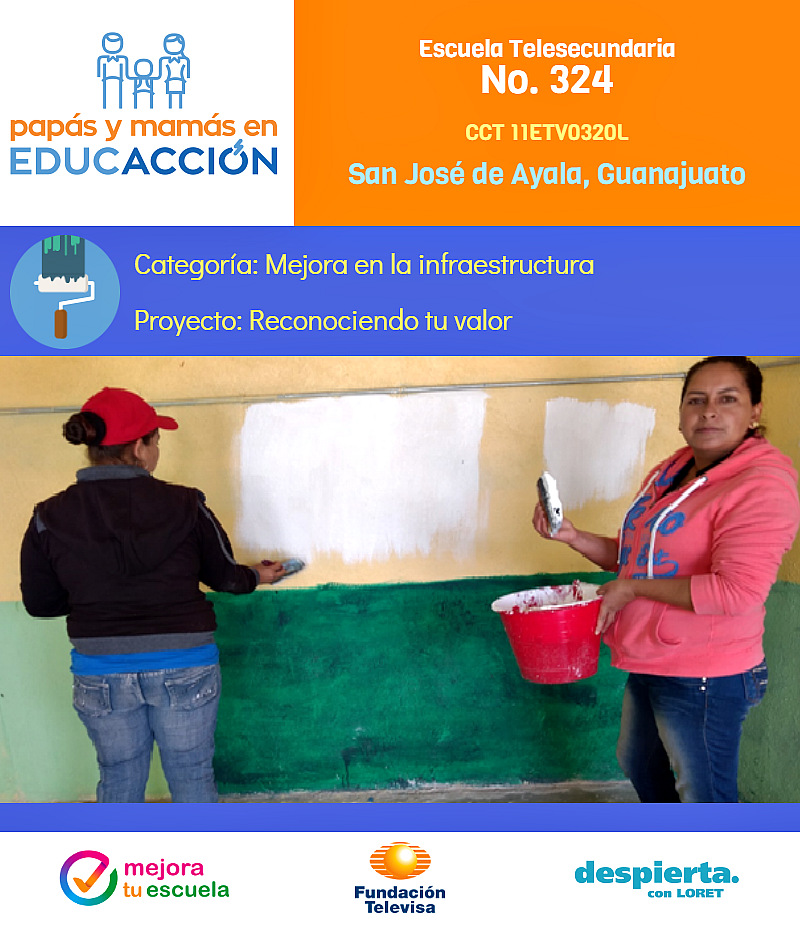 papás y mamás en
EDUCACCIÓN
Escuela Telesecundaria
No. 324
CCT 11ETV0320L
San José de Ayala, Guanajuato
Categoría: Mejora en la infraestructura
Proyecto: Reconociendo tu valor
mejora
tu escuela
Fundación
Televisa
despierta.
con LORET